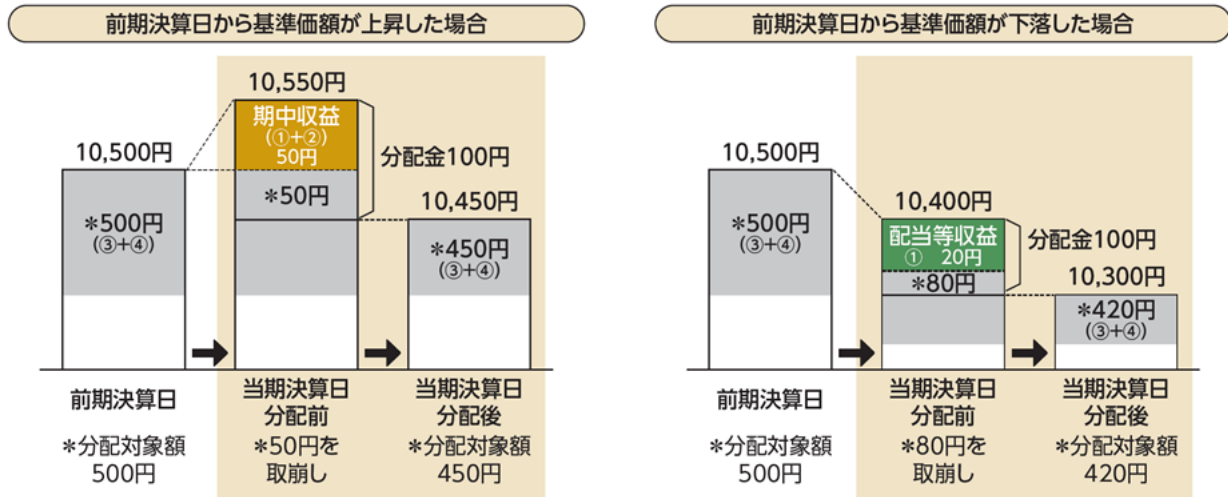 前期決算日から基準価額が上昇した場合
10,550円
期中収益
(①+②)
50円
10,500円
分配金100円
*50円
10,450円
*500円
(③+④)
*450円
(③+④)
前期決算日
当期決算日
分配前
当期決算日
分配後
*分配対象額
500円
*50円を
取崩し
*分配対象額
450円
前期決算日から基準価額が下落した場合
10,500円
10,400円
*500円
(③+④)
配当等収益
① 20円
分配金100円
*80円
10,300円
*420円
(③+④)
前期決算日
当期決算日
分配前
当期決算日
分配後
*分配対象額
500円
*80円を
取崩し
*分配対象額
420円